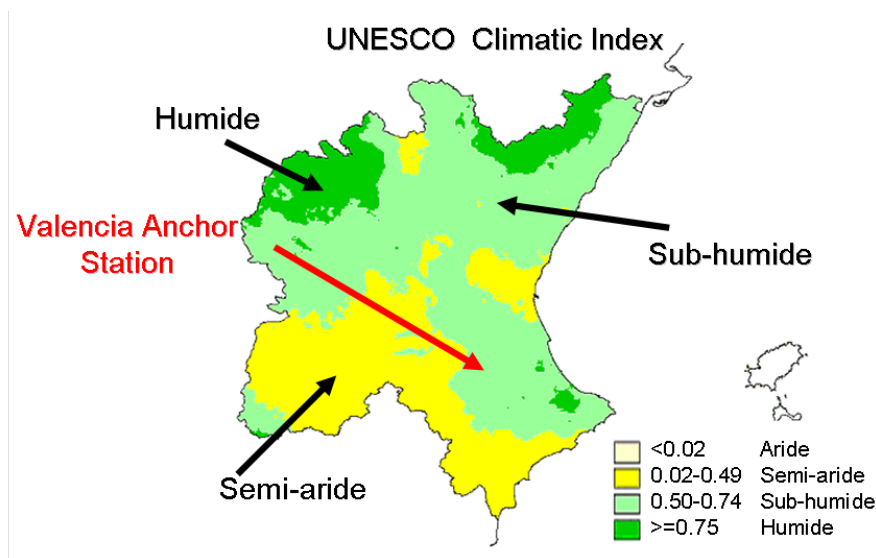 UNESCO Climatic Index
Humide
Valencia Anchor
Station
Sub-humide
Semi-aride
<0.02 Aride
0.02-0.49 Semi-aride
0.50-0.74 Sub-humide
>=0.75 Humide